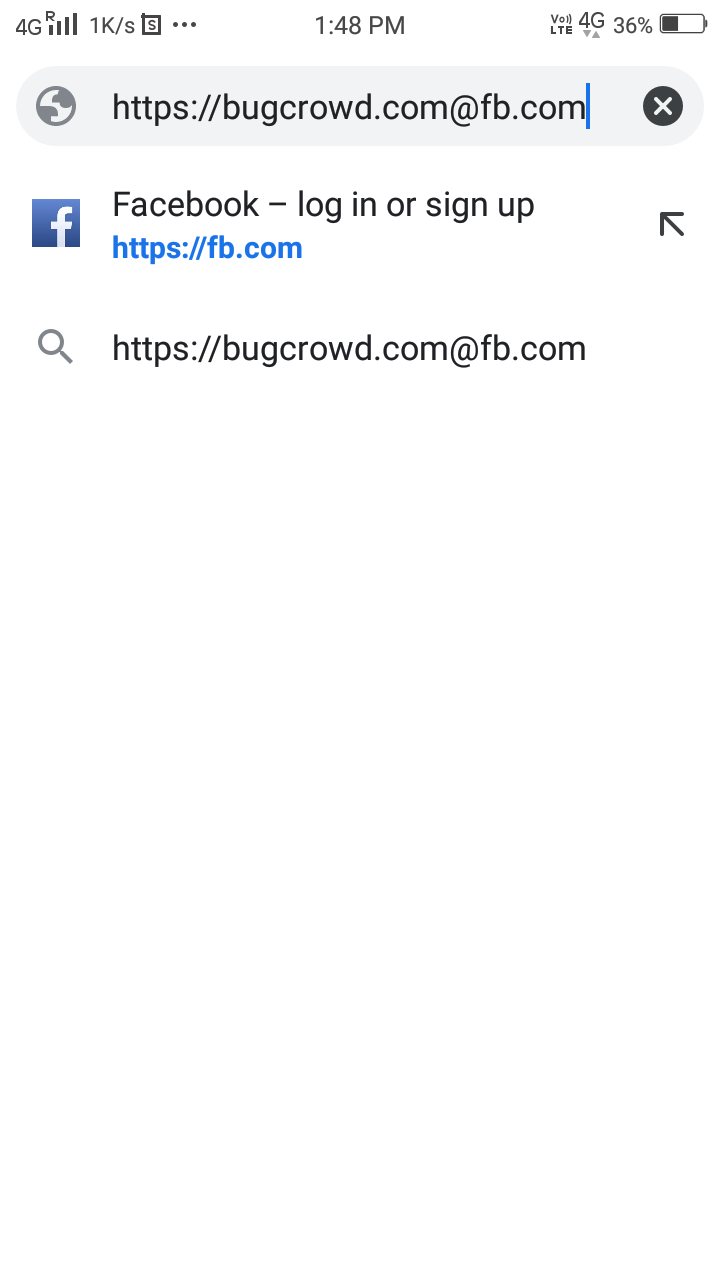 4G R 1K/s S ... 1:48 PM Vo)) LTE 4G 36%
https://bugcrowd.com@fb.com
Facebook – log in or sign up
https://fb.com
https://bugcrowd.com@fb.com